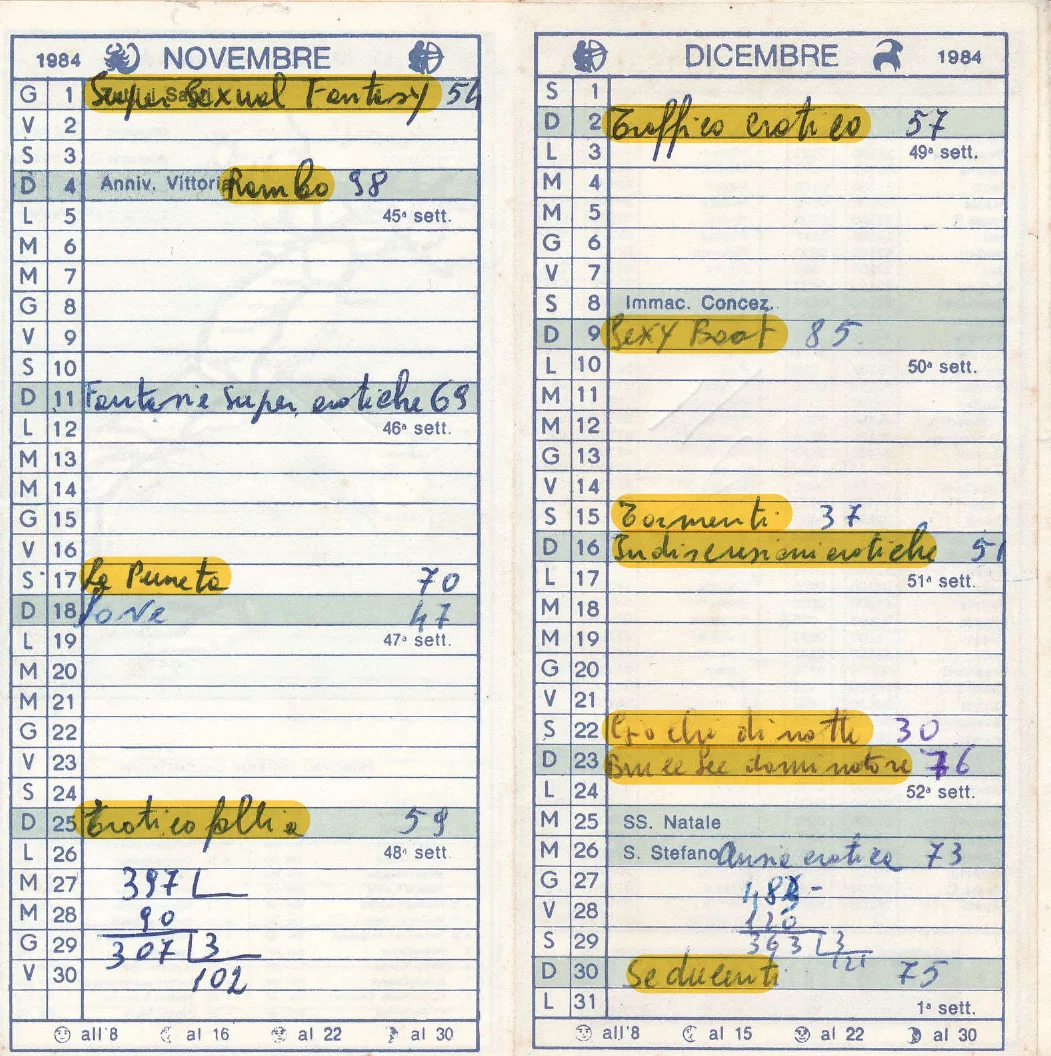 1984 NOVEMBRE
G 1 Super Sexual Fantasy 54
V 2
S 3
D 4 Anniv. Vittoria Rambo 98
L 5 45ª sett.
M 6
M 7
G 8
V 9
S 10
D 11 Fantasie super erotiche 69
L 12 46ª sett.
M 13
M 14
G 15
V 16
S 17 Le Puneta 70
D 18 Love 47
L 19 47ª sett.
M 20
M 21
G 22
V 23
S 24
D 25 Erotico follia 59
L 26 48ª sett.
M 27 397
M 28 90
G 29 307 3
V 30 102
all'8 al 16 al 22 al 30
DICEMBRE 1984
S 1
D 2 Traffico erotico 57
L 3 49ª sett.
M 4
M 5
G 6
V 7
S 8 Immac. Concez.
D 9 Sexy Boat 85
L 10 50ª sett.
M 11
M 12
G 13
V 14
S 15 Tormenti 37
D 16 Indiscrezioni erotiche 51
L 17 51ª sett.
M 18
M 19
G 20
V 21
S 22 Giochi di notte 30
D 23 Bruce Lee dominatore 76
L 24 52ª sett.
M 25 SS. Natale
M 26 S. Stefano erotica 73
G 27
V 28 120
S 29 363 3
121
D 30 Seducenti 75
L 31 1ª sett.
all'8 al 15 al 22 al 30